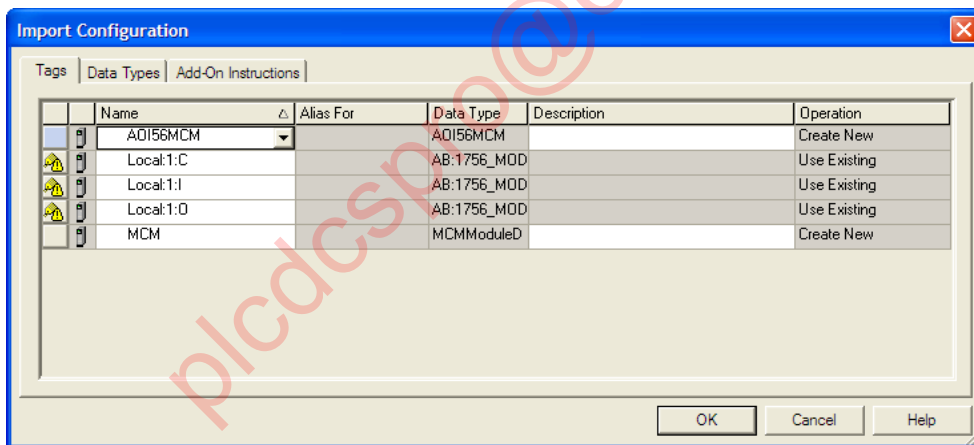 Import Configuration
Tags Data Types Add-On Instructions
Name Alias For Data Type Description Operation
AOI56MCM AOI56MCM Create New
Local:1:C AB:1756_MOD Use Existing
Local:1:I AB:1756_MOD Use Existing
Local:1:O AB:1756_MOD Use Existing
MCM MCMModuleD Create New
OK Cancel Help
plcdcspro@